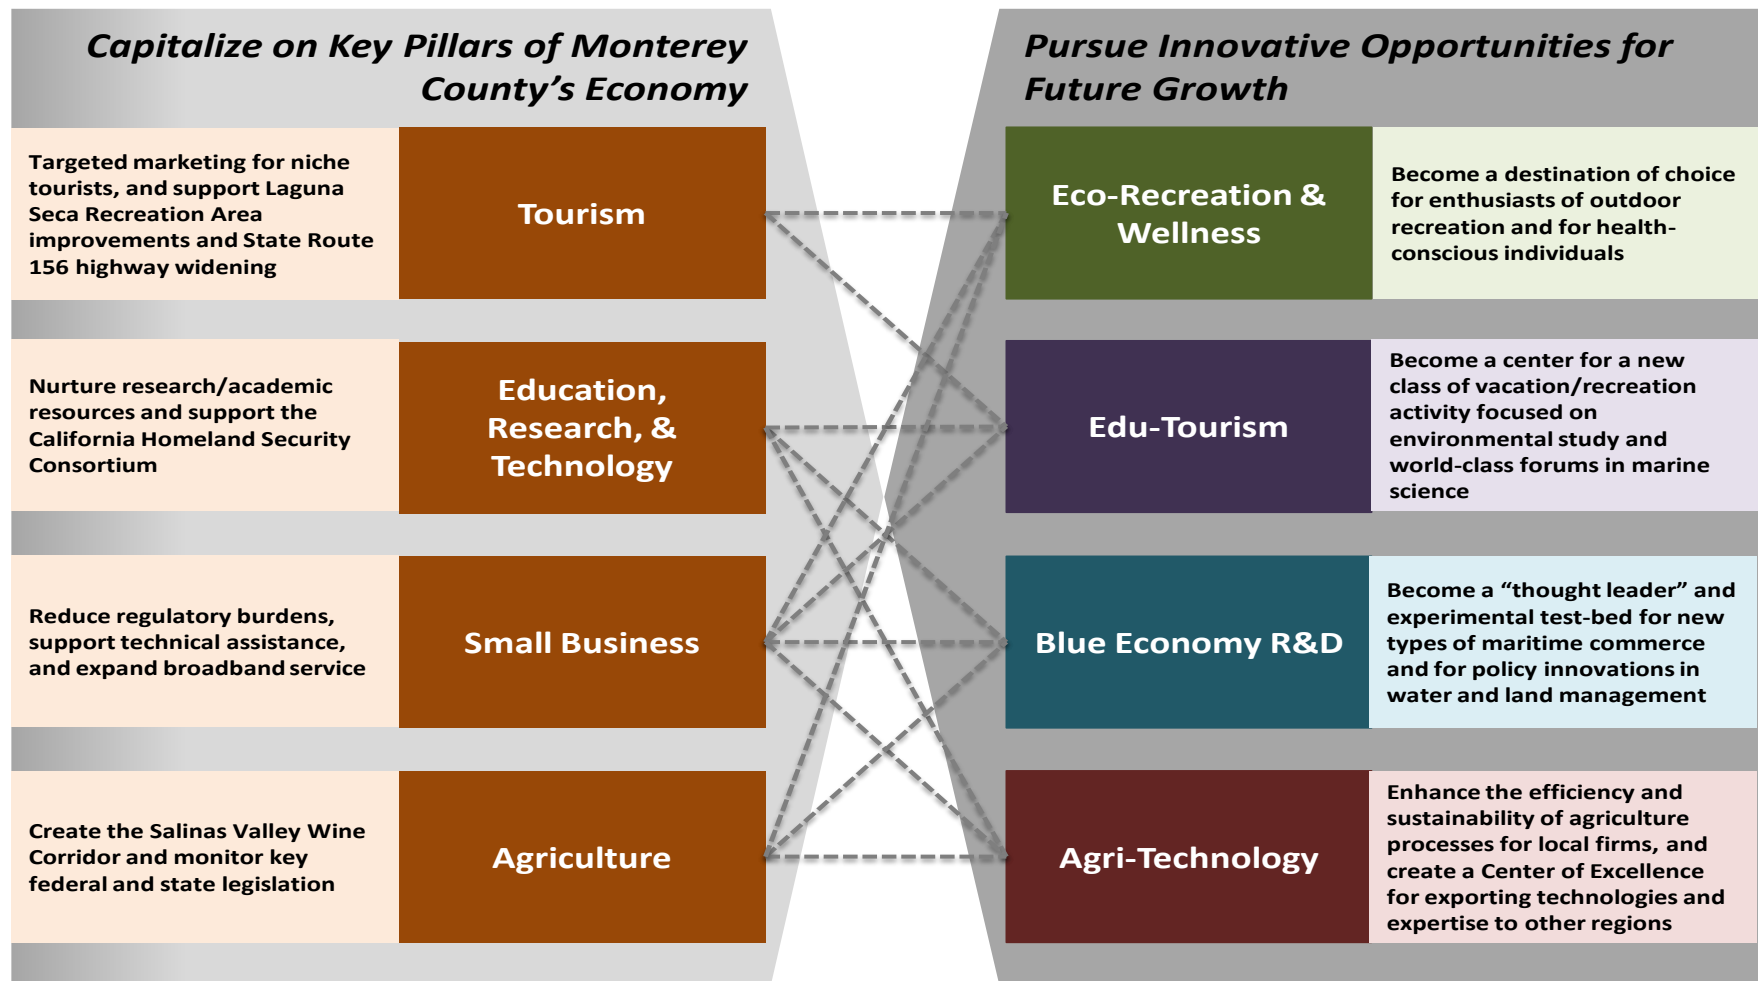 Capitalize on Key Pillars of Monterey
County’s Economy
Pursue Innovative Opportunities for
Future Growth
Targeted marketing for niche
tourists, and support Laguna
Seca Recreation Area
improvements and State Route
156 highway widening
Tourism
Eco-Recreation &
Wellness
Become a destination of choice
for enthusiasts of outdoor
recreation and for health-
conscious individuals
Nurture research/academic
resources and support the
California Homeland Security
Consortium
Education,
Research, &
Technology
Edu-Tourism
Become a center for a new
class of vacation/recreation
activity focused on
environmental study and
world-class forums in marine
science
Reduce regulatory burdens,
support technical assistance,
and expand broadband service
Small Business
Blue Economy R&D
Become a “thought leader” and
experimental test-bed for new
types of maritime commerce
and for policy innovations in
water and land management
Create the Salinas Valley Wine
Corridor and monitor key
federal and state legislation
Agriculture
Agri-Technology
Enhance the efficiency and
sustainability of agriculture
processes for local firms, and
create a Center of Excellence
for exporting technologies and
expertise to other regions